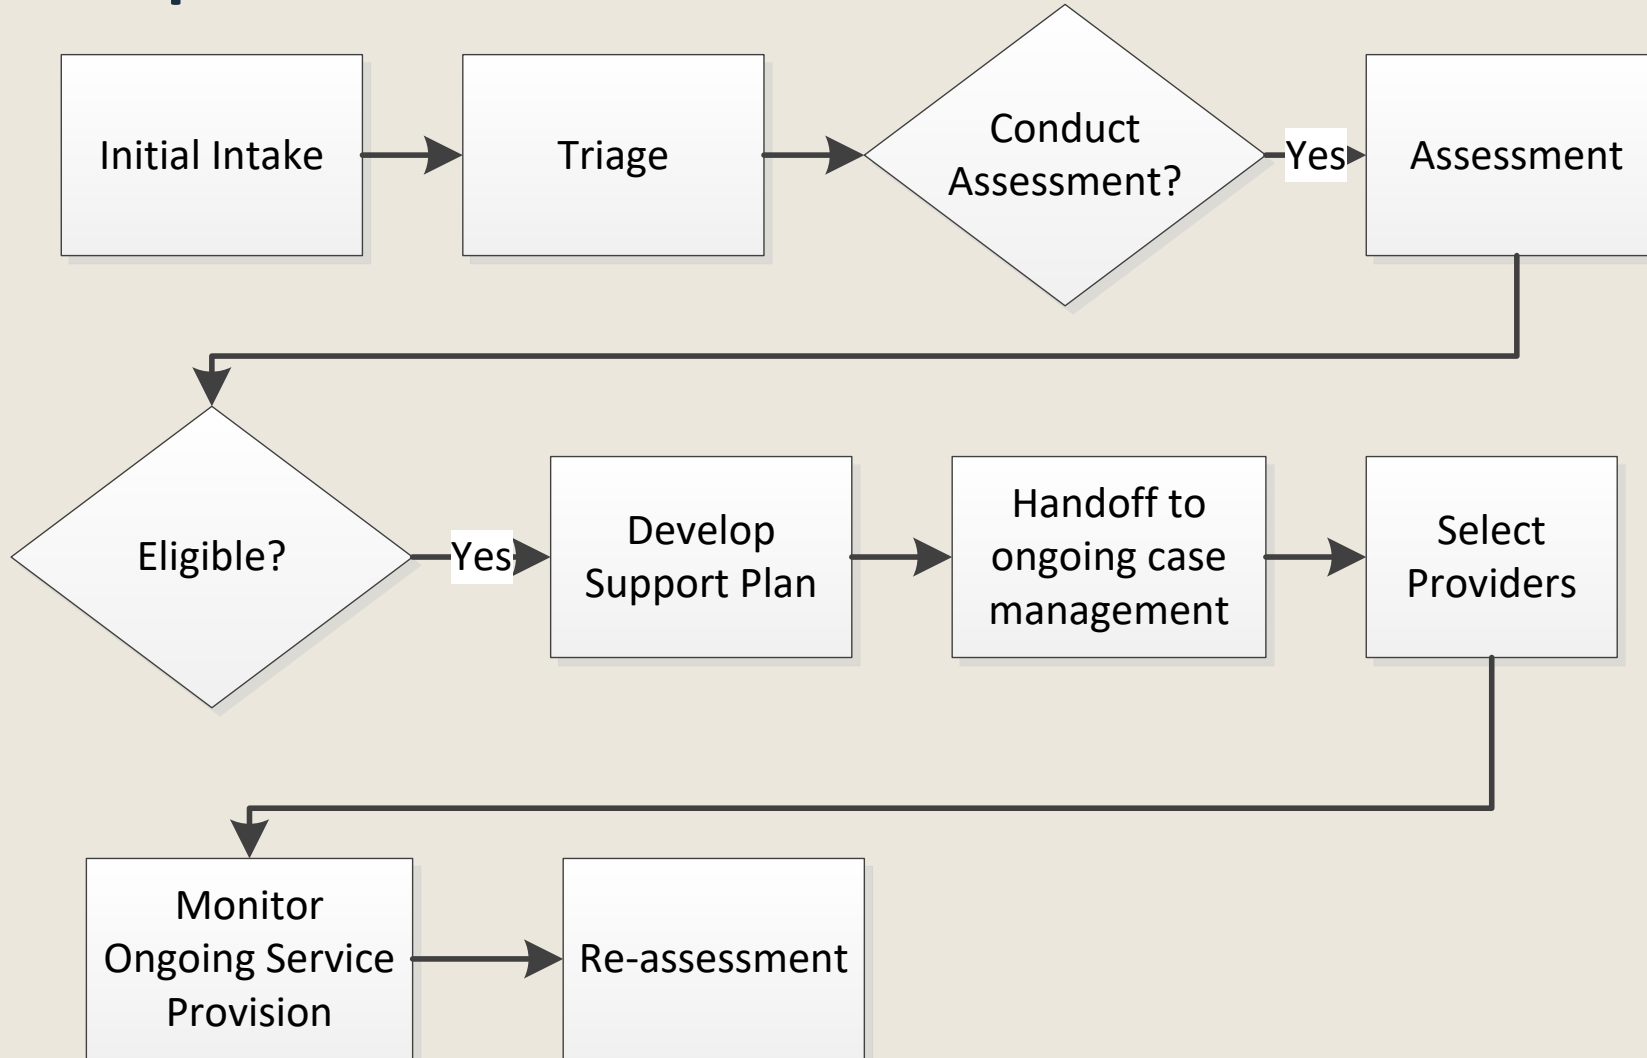 Initial Intake
Triage
Conduct
Assessment?
Yes
Assessment
Eligible?
Yes
Develop
Support Plan
Handoff to
ongoing case
management
Select
Providers
Monitor
Ongoing Service
Provision
Re-assessment